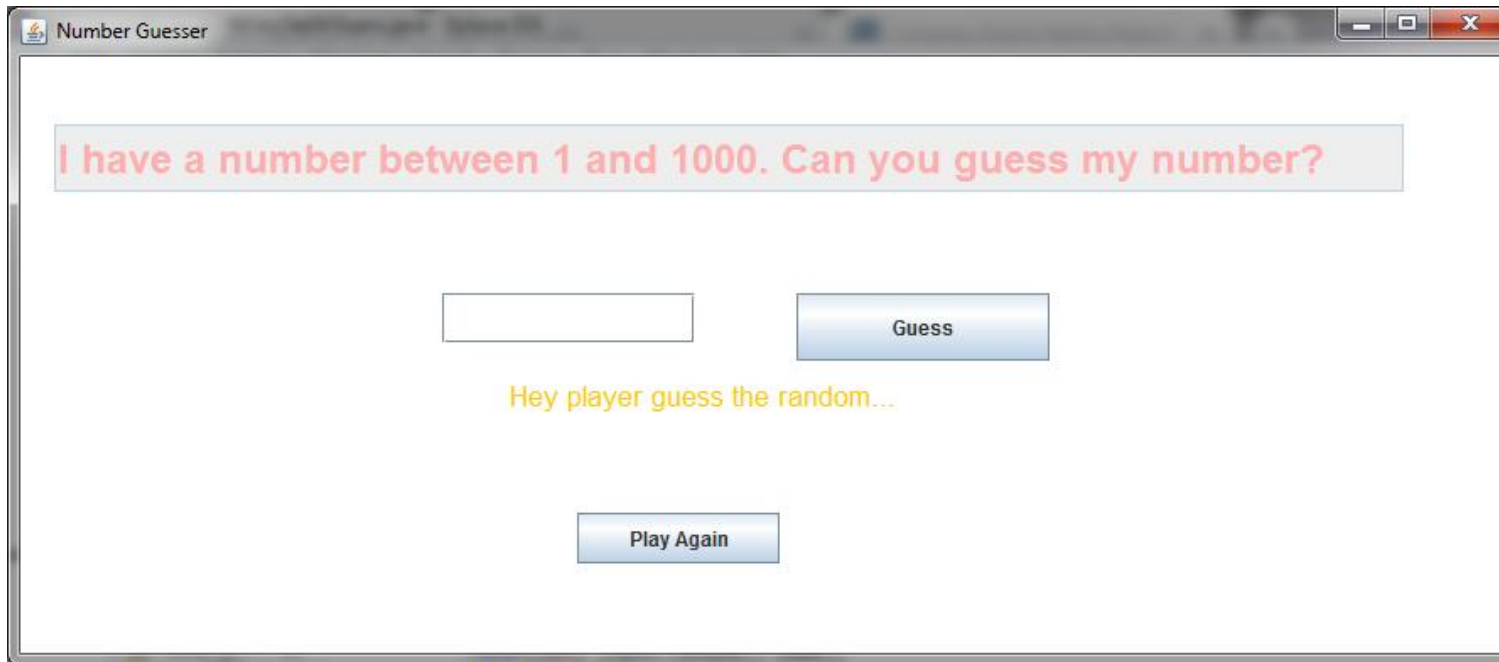 Number Guesser
I have a number between 1 and 1000. Can you guess my number?
Guess
Hey player guess the random...
Play Again